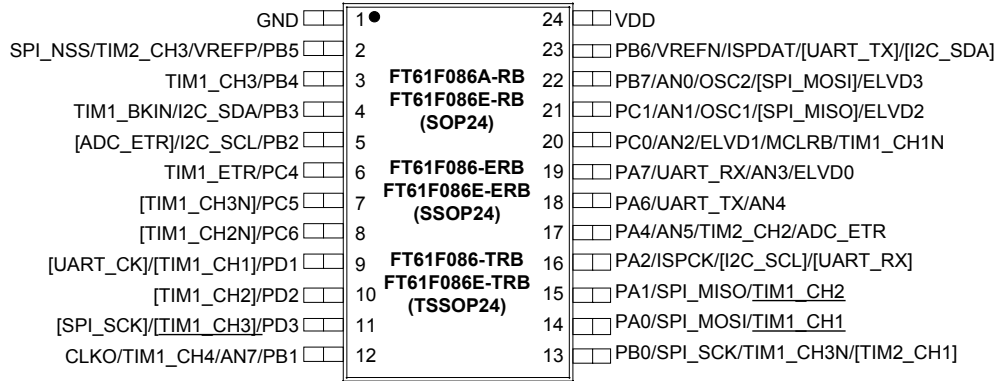 GND 1 24 VDD
SPI_NSS/TIM2_CH3/VREFP/PB5 2 23 PB6/VREFN/ISPDAT/[UART_TX]/[I2C_SDA]
TIM1_CH3/PB4 3 FT61F086A-RB 22 PB7/AN0/OSC2/[SPI_MOSI]/ELVD3
FT61F086E-RB
TIM1_BKIN/I2C_SDA/PB3 4 (SOP24) 21 PC1/AN1/OSC1/[SPI_MISO]/ELVD2
[ADC_ETR]/I2C_SCL/PB2 5 20 PC0/AN2/ELVD1/MCLRB/TIM1_CH1N
TIM1_ETR/PC4 6 FT61F086-ERB 19 PA7/UART_RX/AN3/ELVD0
FT61F086E-ERB
[TIM1_CH3N]/PC5 7 (SSOP24) 18 PA6/UART_TX/AN4
[TIM1_CH2N]/PC6 8 17 PA4/AN5/TIM2_CH2/ADC_ETR
[UART_CK]/[TIM1_CH1]/PD1 9 FT61F086-TRB 16 PA2/ISPCK/[I2C_SCL]/[UART_RX]
FT61F086E-TRB
[TIM1_CH2]/PD2 10 (TSSOP24) 15 PA1/SPI_MISO/TIM1_CH2
[SPI_SCK]/[TIM1_CH3]/PD3 11 14 PA0/SPI_MOSI/TIM1_CH1
CLKO/TIM1_CH4/AN7/PB1 12 13 PB0/SPI_SCK/TIM1_CH3N/[TIM2_CH1]